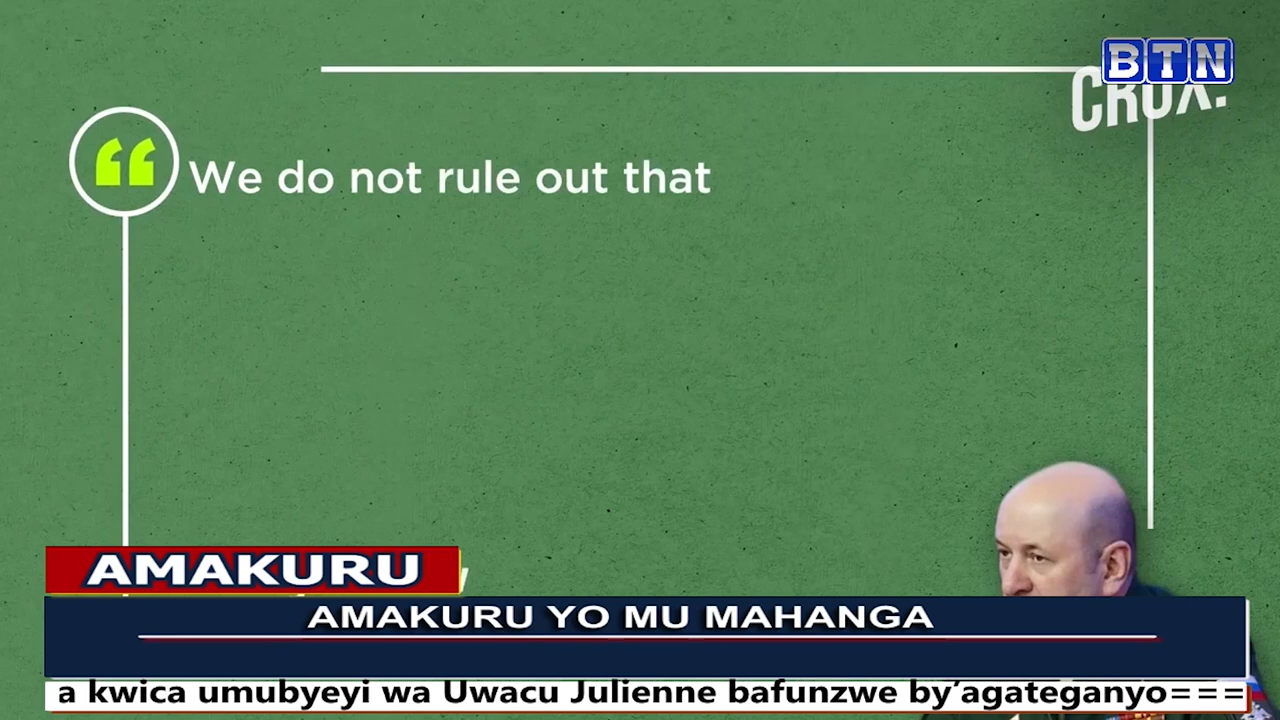 BTN
CRUX.
“We do not rule out that
AMAKURU
AMAKURU YO MU MAHANGA
a kwica umubyeyi wa Uwacu Julienne bafunzwe by’agateganyo===